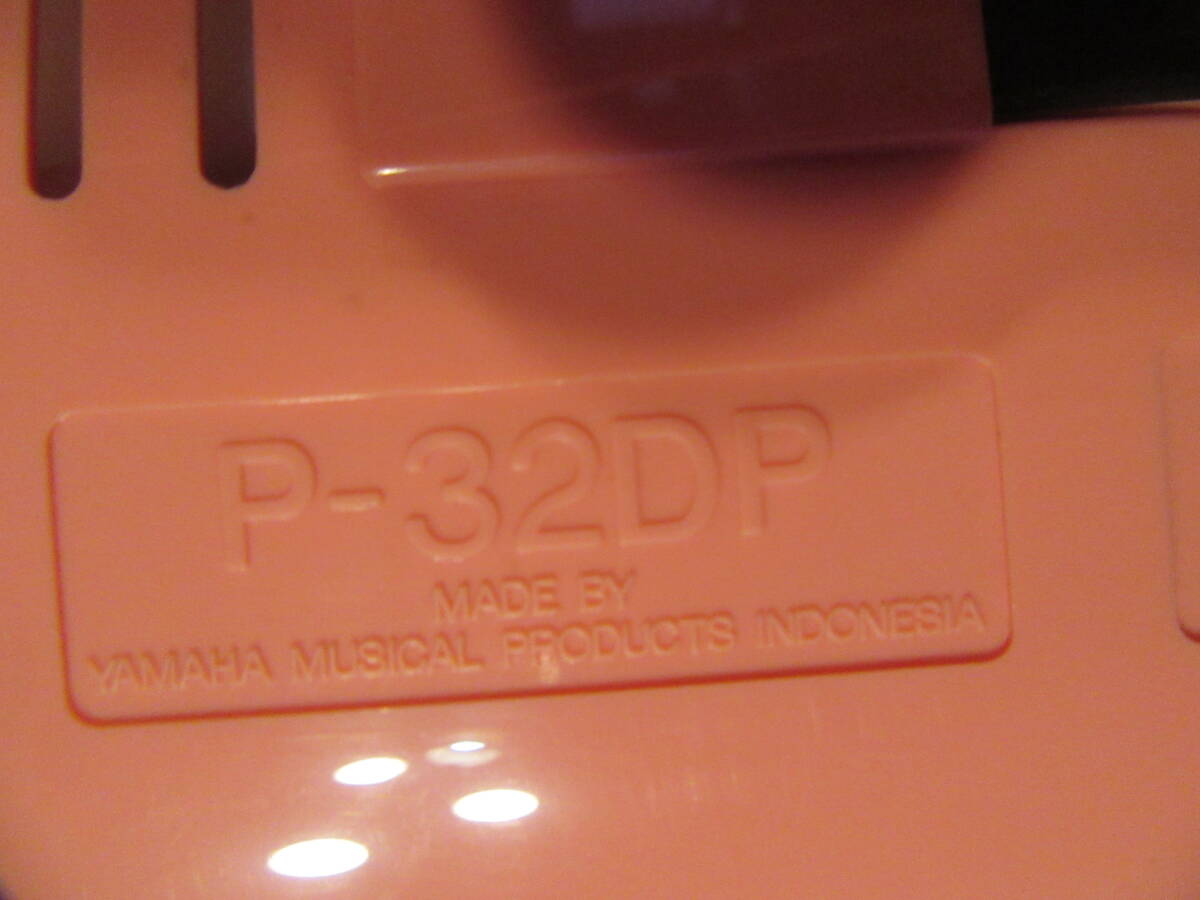 P-32DP
MADE BY
YAMAHA MUSICAL PRODUCTS INDONESIA